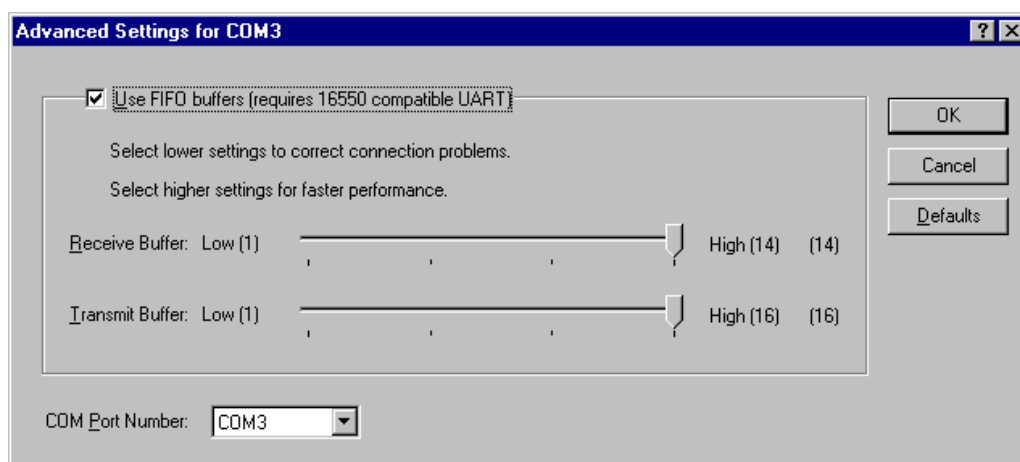 Advanced Settings for COM3
Use FIFO buffers (requires 16550 compatible UART)
OK
Select lower settings to correct connection problems.
Cancel
Select higher settings for faster performance.
Defaults
Receive Buffer: Low (1) High (14) (14)
Transmit Buffer: Low (1) High (16) (16)
COM Port Number: COM3